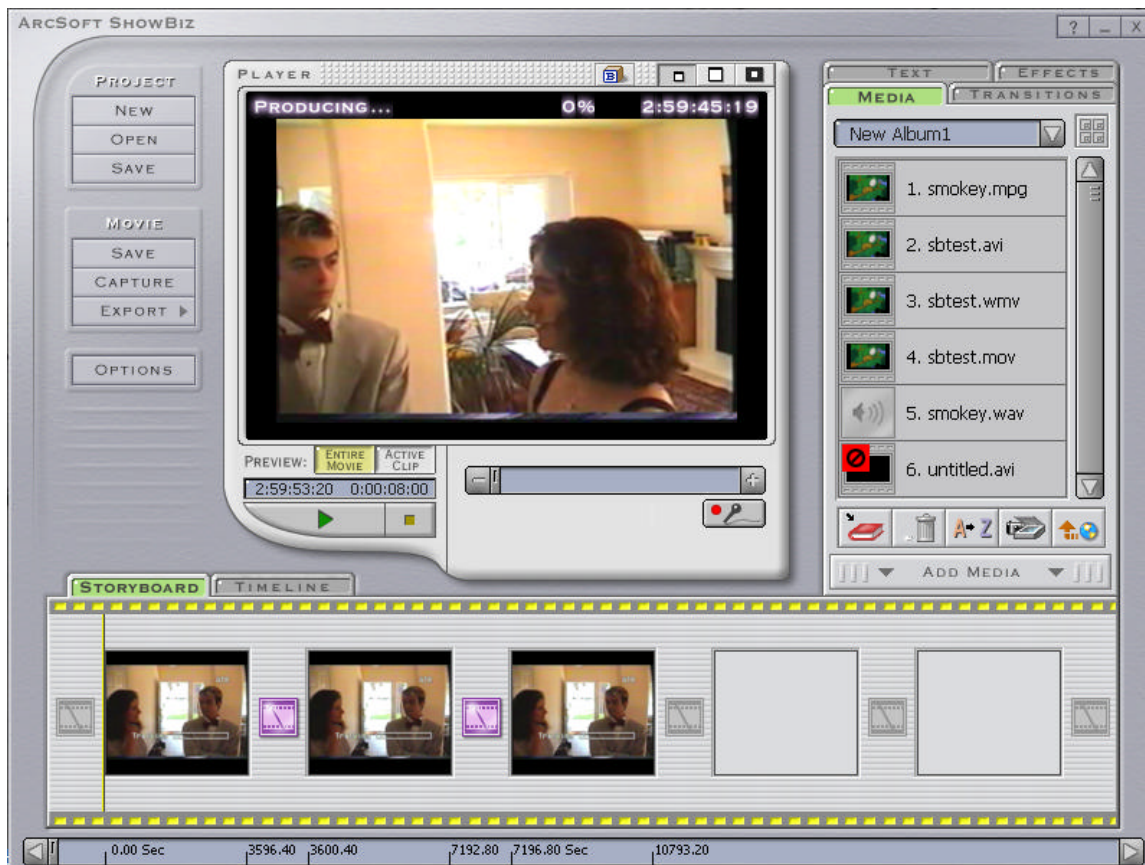 ArcSoft ShowBiz
?
X
Project
New
Open
Save
Movie
Save
Capture
Export
Options
Player
B
Producing...
0%
2:59:45:19
Preview:
Entire Movie
Active Clip
2:59:53:20
0:00:08:00
Text
Effects
Media
Transitions
New Album1
1. smokey.mpg
2. sbtest.avi
3. sbtest.wmv
4. sbtest.mov
5. smokey.wav
6. untitled.avi
A Z
Add Media
Storyboard
Timeline
0.00 Sec
3596.40
3600.40
7192.80
7196.80 Sec
10793.20